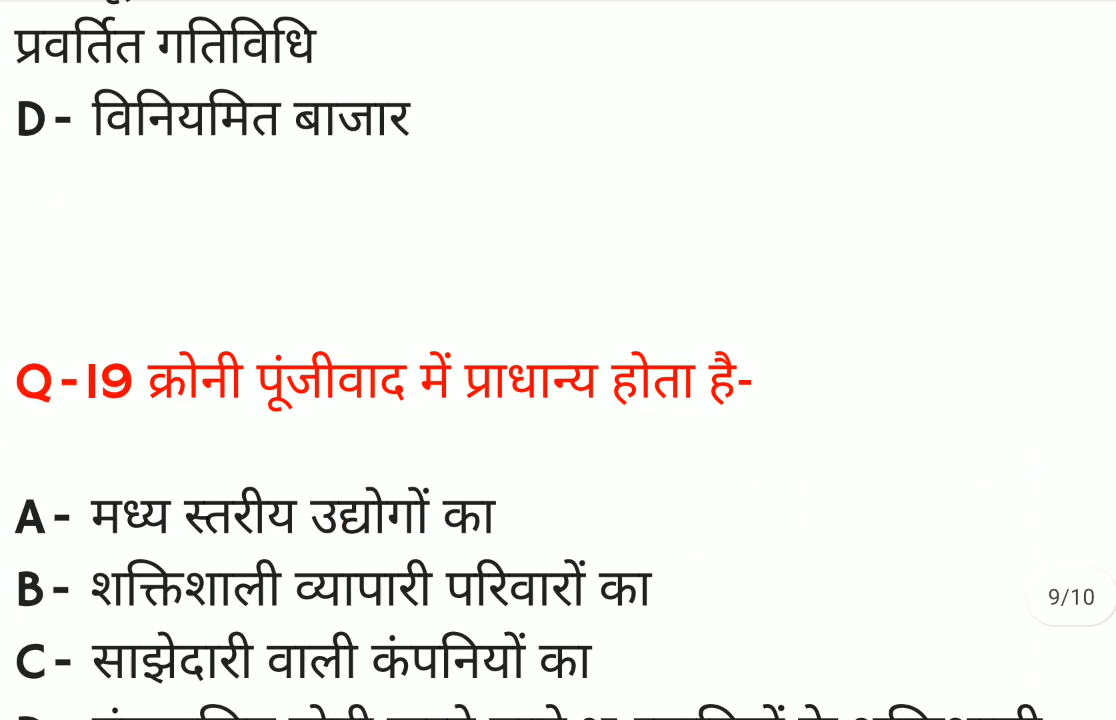 प्रवर्तित गतिविधि
D- विनियमित बाजार
Q-19 क्रोनी पूंजीवाद में प्राधान्य होता है-
A- मध्य स्तरीय उद्योगों का
B- शक्तिशाली व्यापारी परिवारों का
9/10
C- साझेदारी वाली कंपनियों का